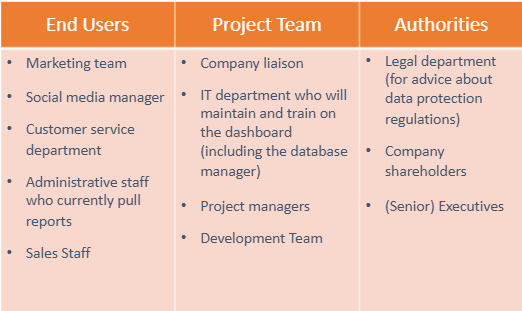 End Users
Marketing team
Social media manager
Customer service
department
Administrative staff
who currently pull
reports
Sales Staff
Project Team
Company liaison
IT department who will
maintain and train on
the dashboard
(including the database
manager)
Project managers
Development Team
Authorities
Legal department
(for advice about
data protection
regulations)
Company
shareholders
(Senior) Executives